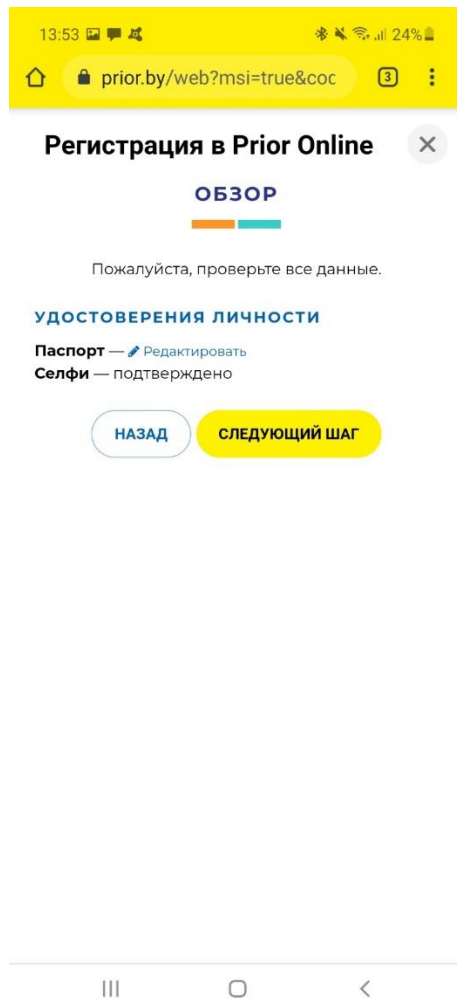 13:53 24%
prior.by/web?msi=true&coc 3
Регистрация в Prior Online
ОБЗОР
Пожалуйста, проверьте все данные.
УДОСТОВЕРЕНИЯ ЛИЧНОСТИ
Паспорт — Редактировать
Селфи — подтверждено
НАЗАД СЛЕДУЮЩИЙ ШАГ